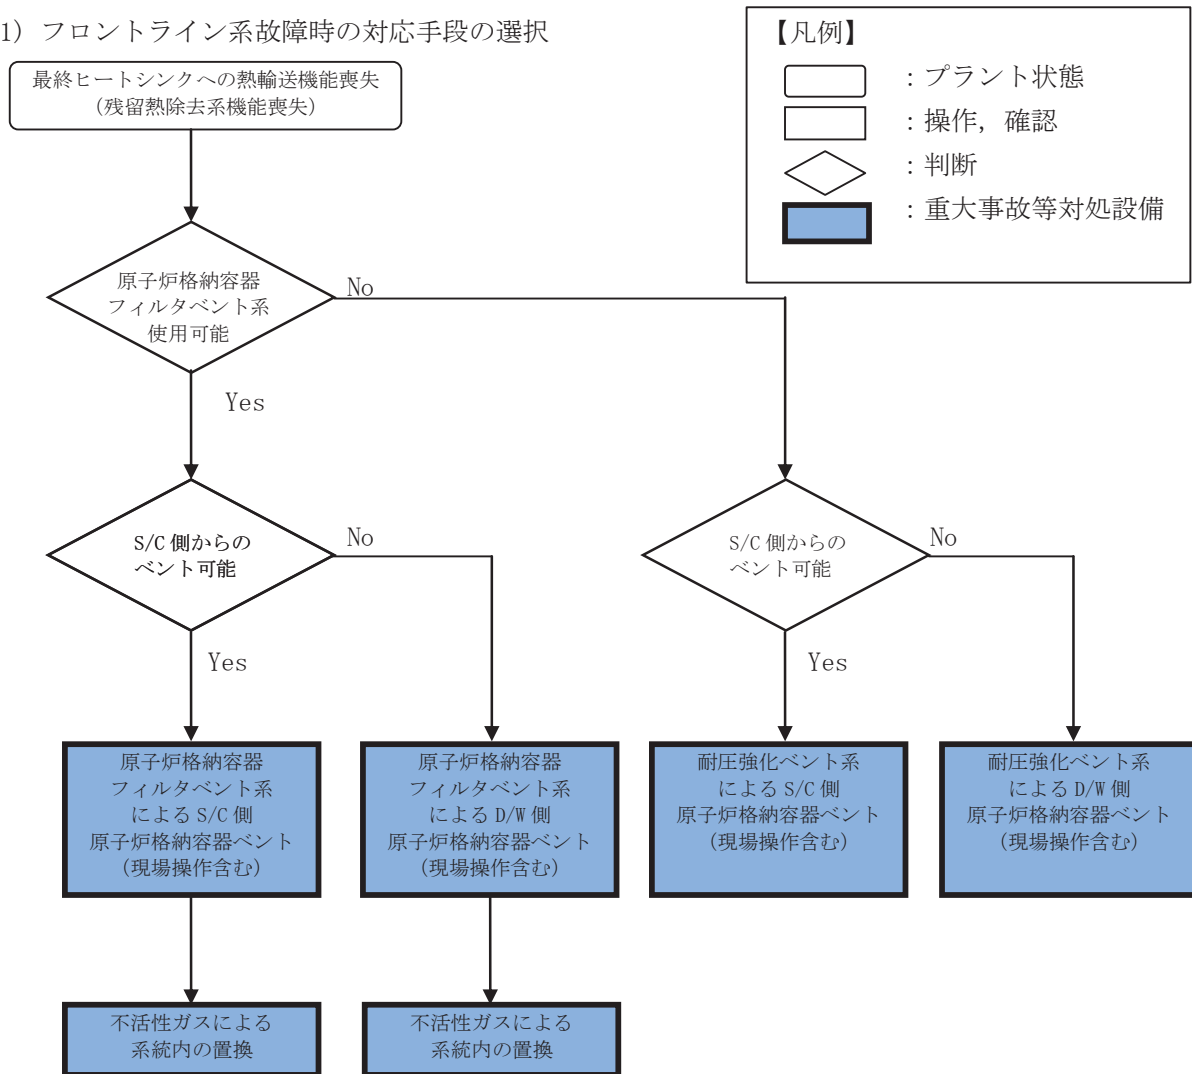 1) フロントライン系故障時の対応手段の選択
【凡例】
：プラント状態
：操作，確認
：判断
：重大事故等対処設備
最終ヒートシンクへの熱輸送機能喪失
（残留熱除去系機能喪失）
原子炉格納容器
フィルタベント系
使用可能
No
Yes
S/C 側からの
ベント可能
No
Yes
S/C 側からの
ベント可能
No
Yes
原子炉格納容器
フィルタベント系
による S/C 側
原子炉格納容器ベント
（現場操作含む）
原子炉格納容器
フィルタベント系
による D/W 側
原子炉格納容器ベント
（現場操作含む）
耐圧強化ベント系
による S/C 側
原子炉格納容器ベント
（現場操作含む）
耐圧強化ベント系
による D/W 側
原子炉格納容器ベント
（現場操作含む）
不活性ガスによる
系統内の置換
不活性ガスによる
系統内の置換